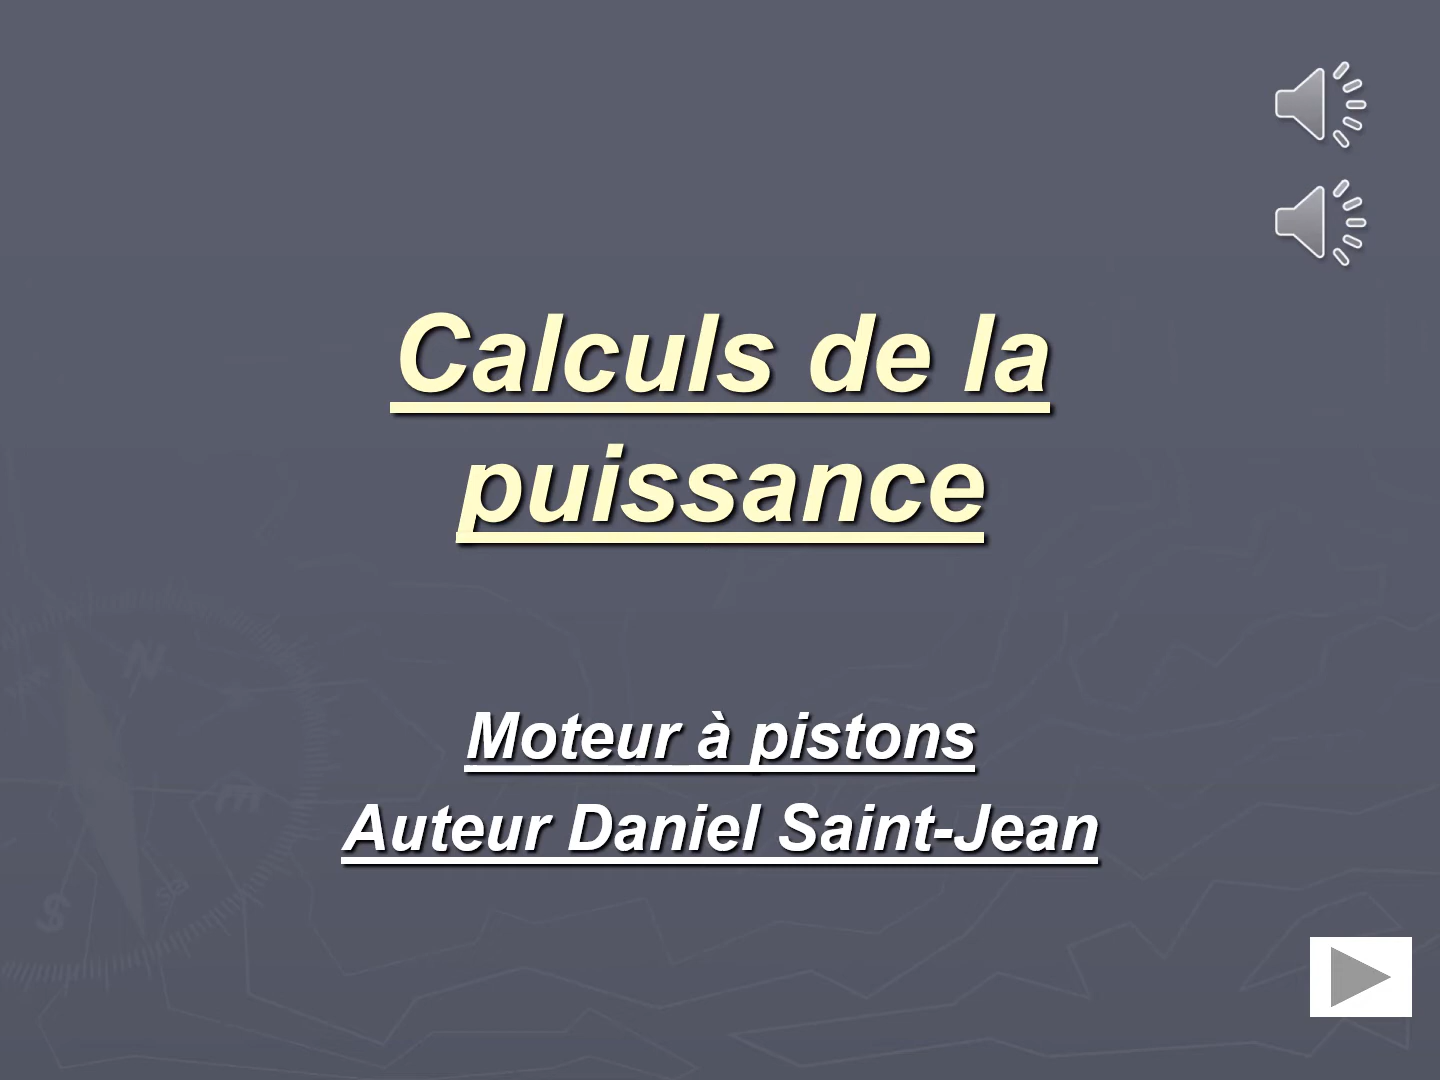 Calculs de la
puissance
Moteur à pistons
Auteur Daniel Saint-Jean
N
E
S